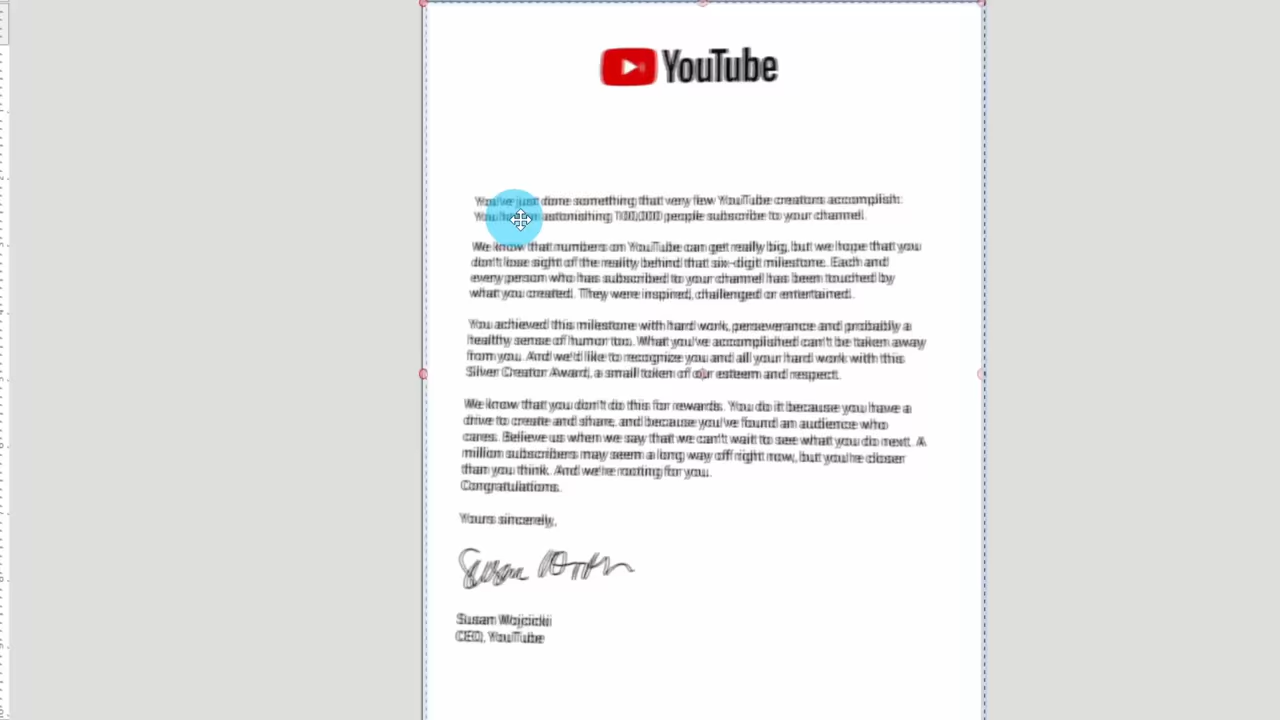 YouTube
You've just done something that very few YouTube creators accomplish:
You astonishing 100,000 people subscribe to your channel.
We know that numbers on YouTube can get really big, but we hope that you
don't lose sight of the reality behind that six-digit milestone. Each and
every person who has subscribed to your channel has been touched by
what you created. They were inspired, challenged or entertained.
You achieved this milestone with hard work, perseverance and probably a
healthy sense of humor too. What you've accomplished can't be taken away
from you. And we'd like to recognize you and all your hard work with this
Silver Creator Award, a small token of our esteem and respect.
We know that you don't do this for rewards. You do it because you have a
drive to create and share, and because you've found an audience who
cares. Believe us when we say that we can't wait to see what you do next. A
million subscribers may seem a long way off right now, but you're closer
than you think. And we're rooting for you.
Congratulations.
Yours sincerely,
Susan Wojcicki
CEO, YouTube